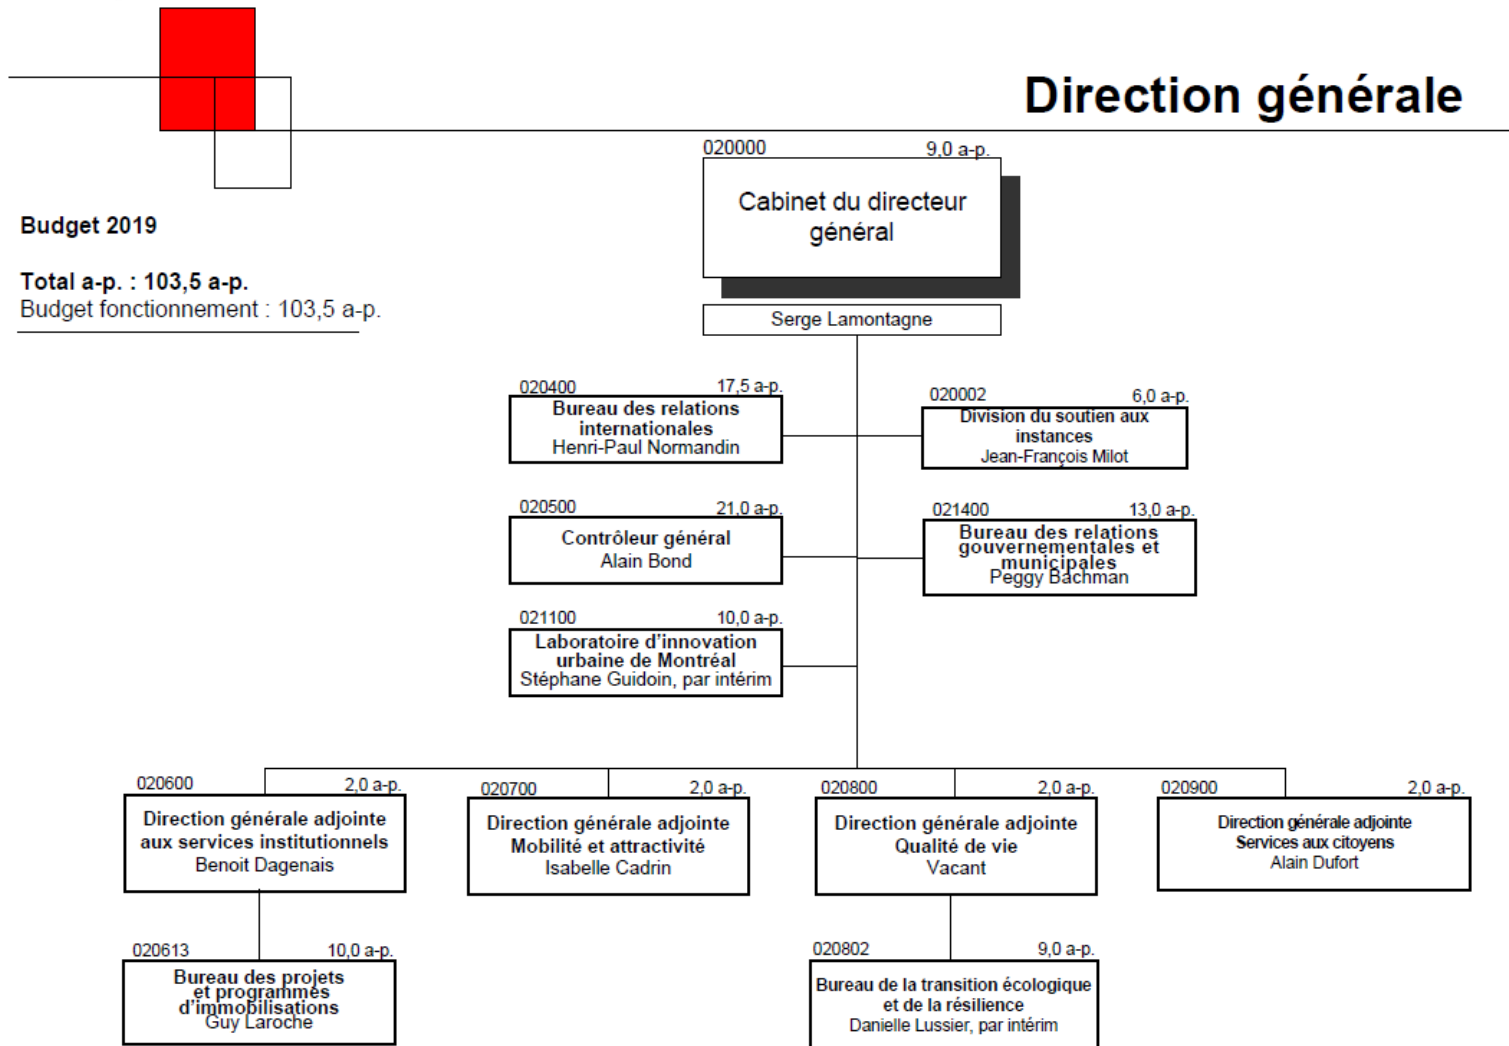 Direction générale
Budget 2019
Total a-p. : 103,5 a-p.
Budget fonctionnement : 103,5 a-p.
020000 9,0 a-p.
Cabinet du directeur
général
Serge Lamontagne
020400 17,5 a-p.
Bureau des relations
internationales
Henri-Paul Normandin
020002 6,0 a-p.
Division du soutien aux
instances
Jean-François Milot
020500 21,0 a-p.
Contrôleur général
Alain Bond
021400 13,0 a-p.
Bureau des relations
gouvernementales et
municipales
Peggy Bachman
021100 10,0 a-p.
Laboratoire d'innovation
urbaine de Montréal
Stéphane Guidoin, par intérim
020600 2,0 a-p.
Direction générale adjointe
aux services institutionnels
Benoit Dagenais
020700 2,0 a-p.
Direction générale adjointe
Mobilité et attractivité
Isabelle Cadrin
020800 2,0 a-p.
Direction générale adjointe
Qualité de vie
Vacant
020900 2,0 a-p.
Direction générale adjointe
Services aux citoyens
Alain Dufort
020613 10,0 a-p.
Bureau des projets
et programmes
d'immobilisations
Guy Laroche
020802 9,0 a-p.
Bureau de la transition écologique
et de la résilience
Danielle Lussier, par intérim